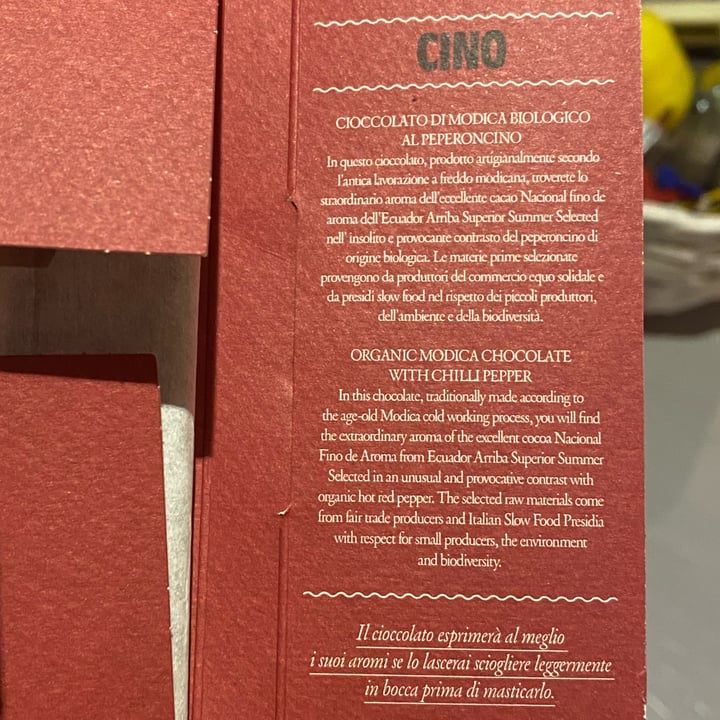 CINO
CIOCCOLATO DI MODICA BIOLOGICO
AL PEPERONCINO
In questo cioccolato, prodotto artigianalmente secondo
l'antica lavorazione a freddo modicana, troverete lo
straordinario aroma dell'eccellente cacao Nacional fino de
aroma dell'Ecuador Arriba Superior Summer Selected
nell' insolito e provocante contrasto del peperoncino di
origine biologica. Le materie prime selezionate
provengono da produttori del commercio equo solidale e
da presidi slow food nel rispetto dei piccoli produttori,
dell'ambiente e della biodiversità.
ORGANIC MODICA CHOCOLATE
WITH CHILLI PEPPER
In this chocolate, traditionally made according to
the age-old Modica cold working process, you will find
the extraordinary aroma of the excellent cocoa Nacional
Fino de Aroma from Ecuador Arriba Superior Summer
Selected in an unusual and provocative contrast with
organic hot red pepper. The selected raw materials come
from fair trade producers and Italian Slow Food Presidia
with respect for small producers, the environment
and biodiversity.
Il cioccolato esprimerà al meglio
i suoi aromi se lo lascerai sciogliere leggermente
in bocca prima di masticarlo.